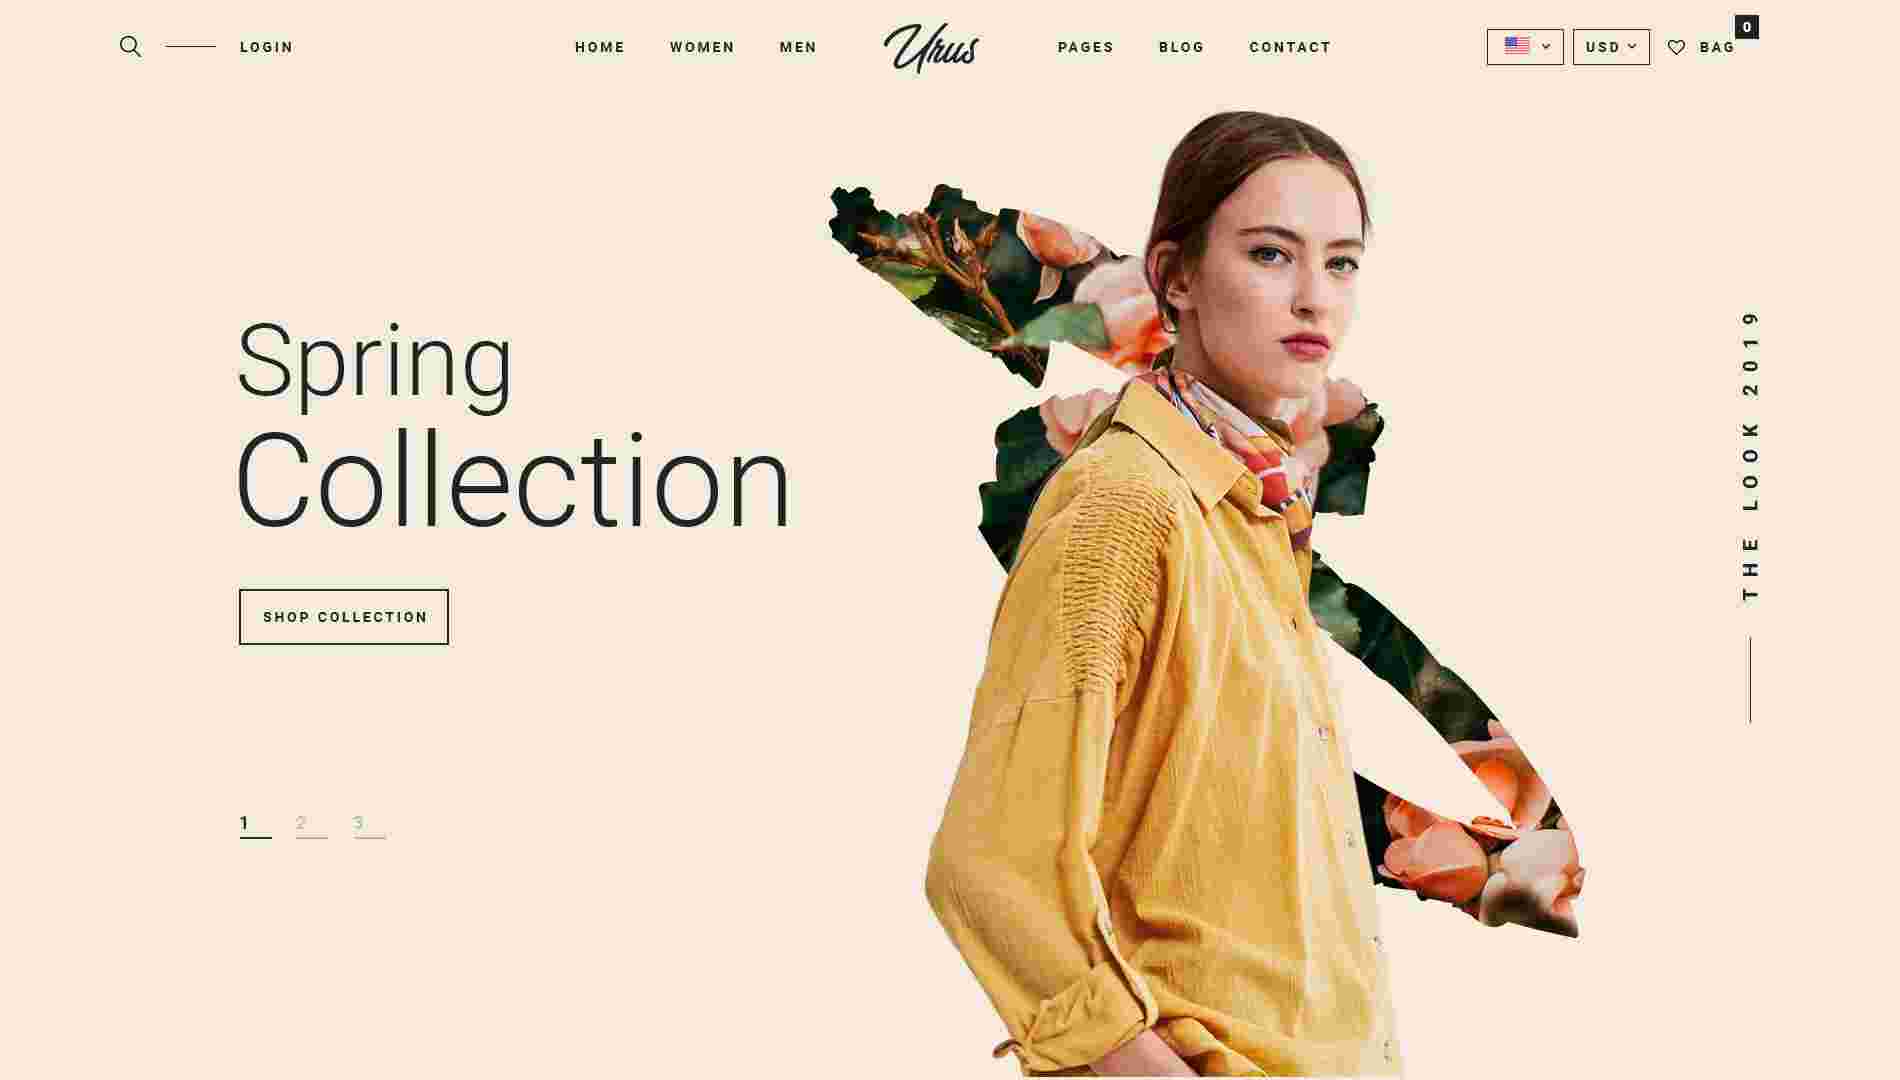 LOGIN
HOME
WOMEN
MEN
Urus
PAGES
BLOG
CONTACT
USD
BAG
0
Spring
Collection
SHOP COLLECTION
THE LOOK 2019
1
2
3